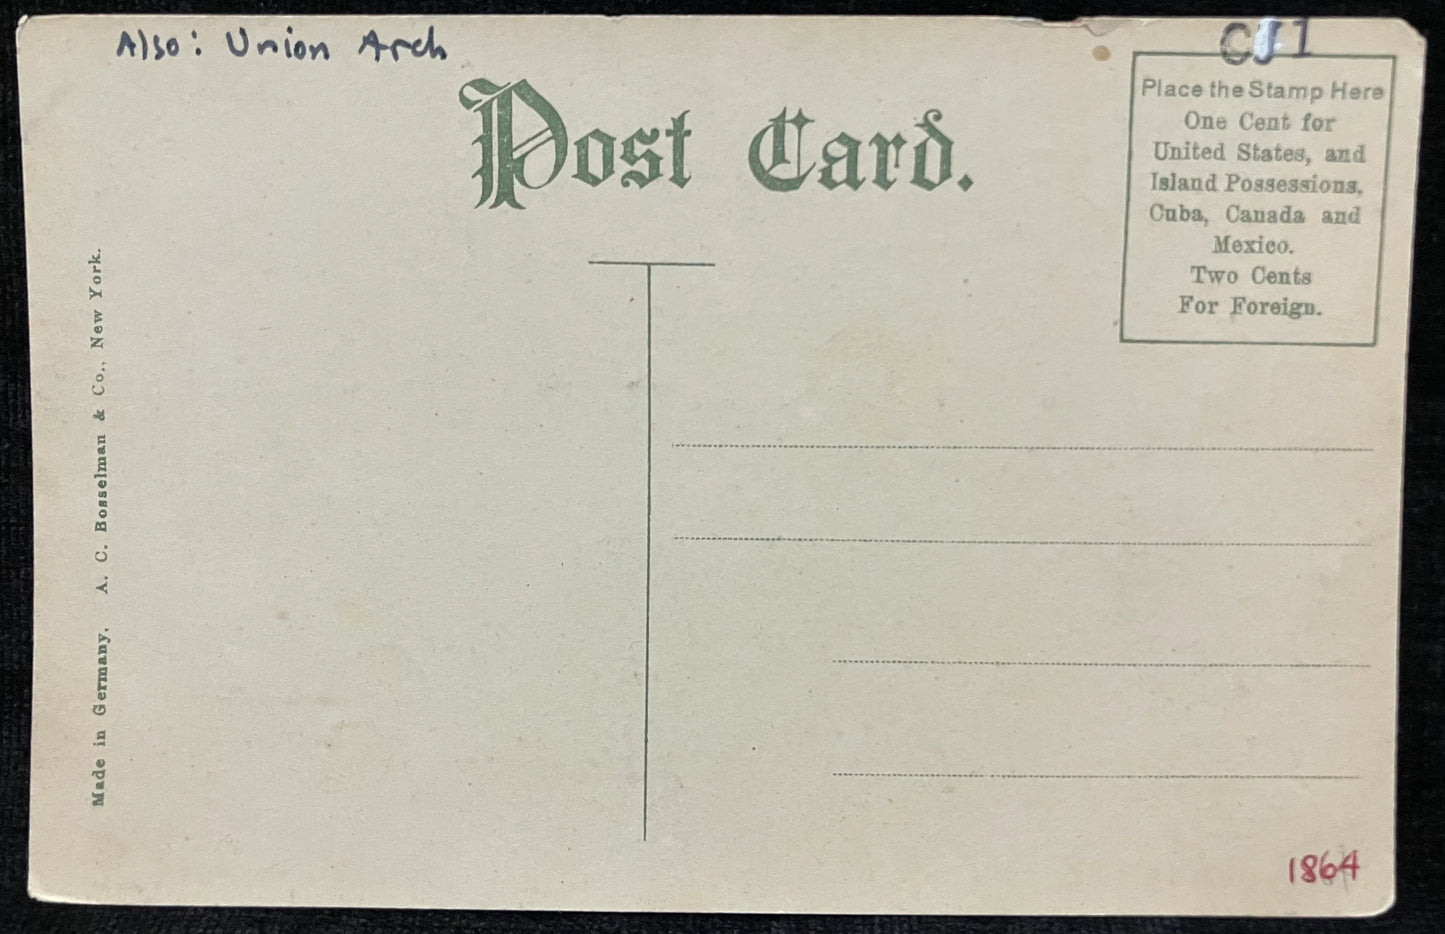 Also: Union Arch
CJ1
Post Card.
Place the Stamp Here
One Cent for
United States, and
Island Possessions,
Cuba, Canada and
Mexico.
Two Cents
For Foreign.
Made in Germany. A. C. Bosselman & Co., New York.
1864